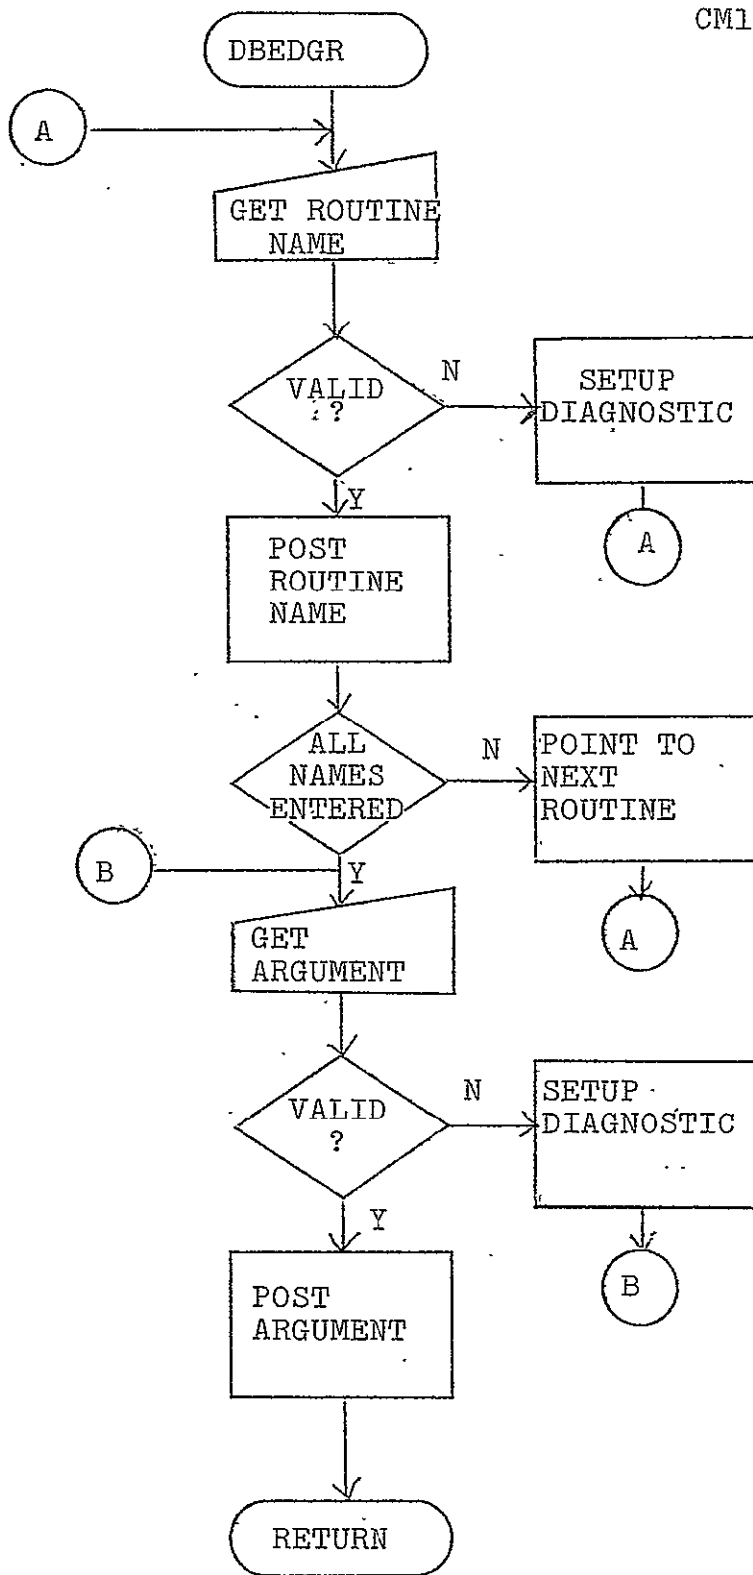 CM1
DBEDGR
A
GET ROUTINE
NAME
VALID
?
N
SETUP
DIAGNOSTIC
Y
A
POST
ROUTINE
NAME
ALL
NAMES
ENTERED
N
POINT TO
NEXT
ROUTINE
B
Y
A
GET
ARGUMENT
VALID
?
N
SETUP
DIAGNOSTIC
Y
B
POST
ARGUMENT
RETURN